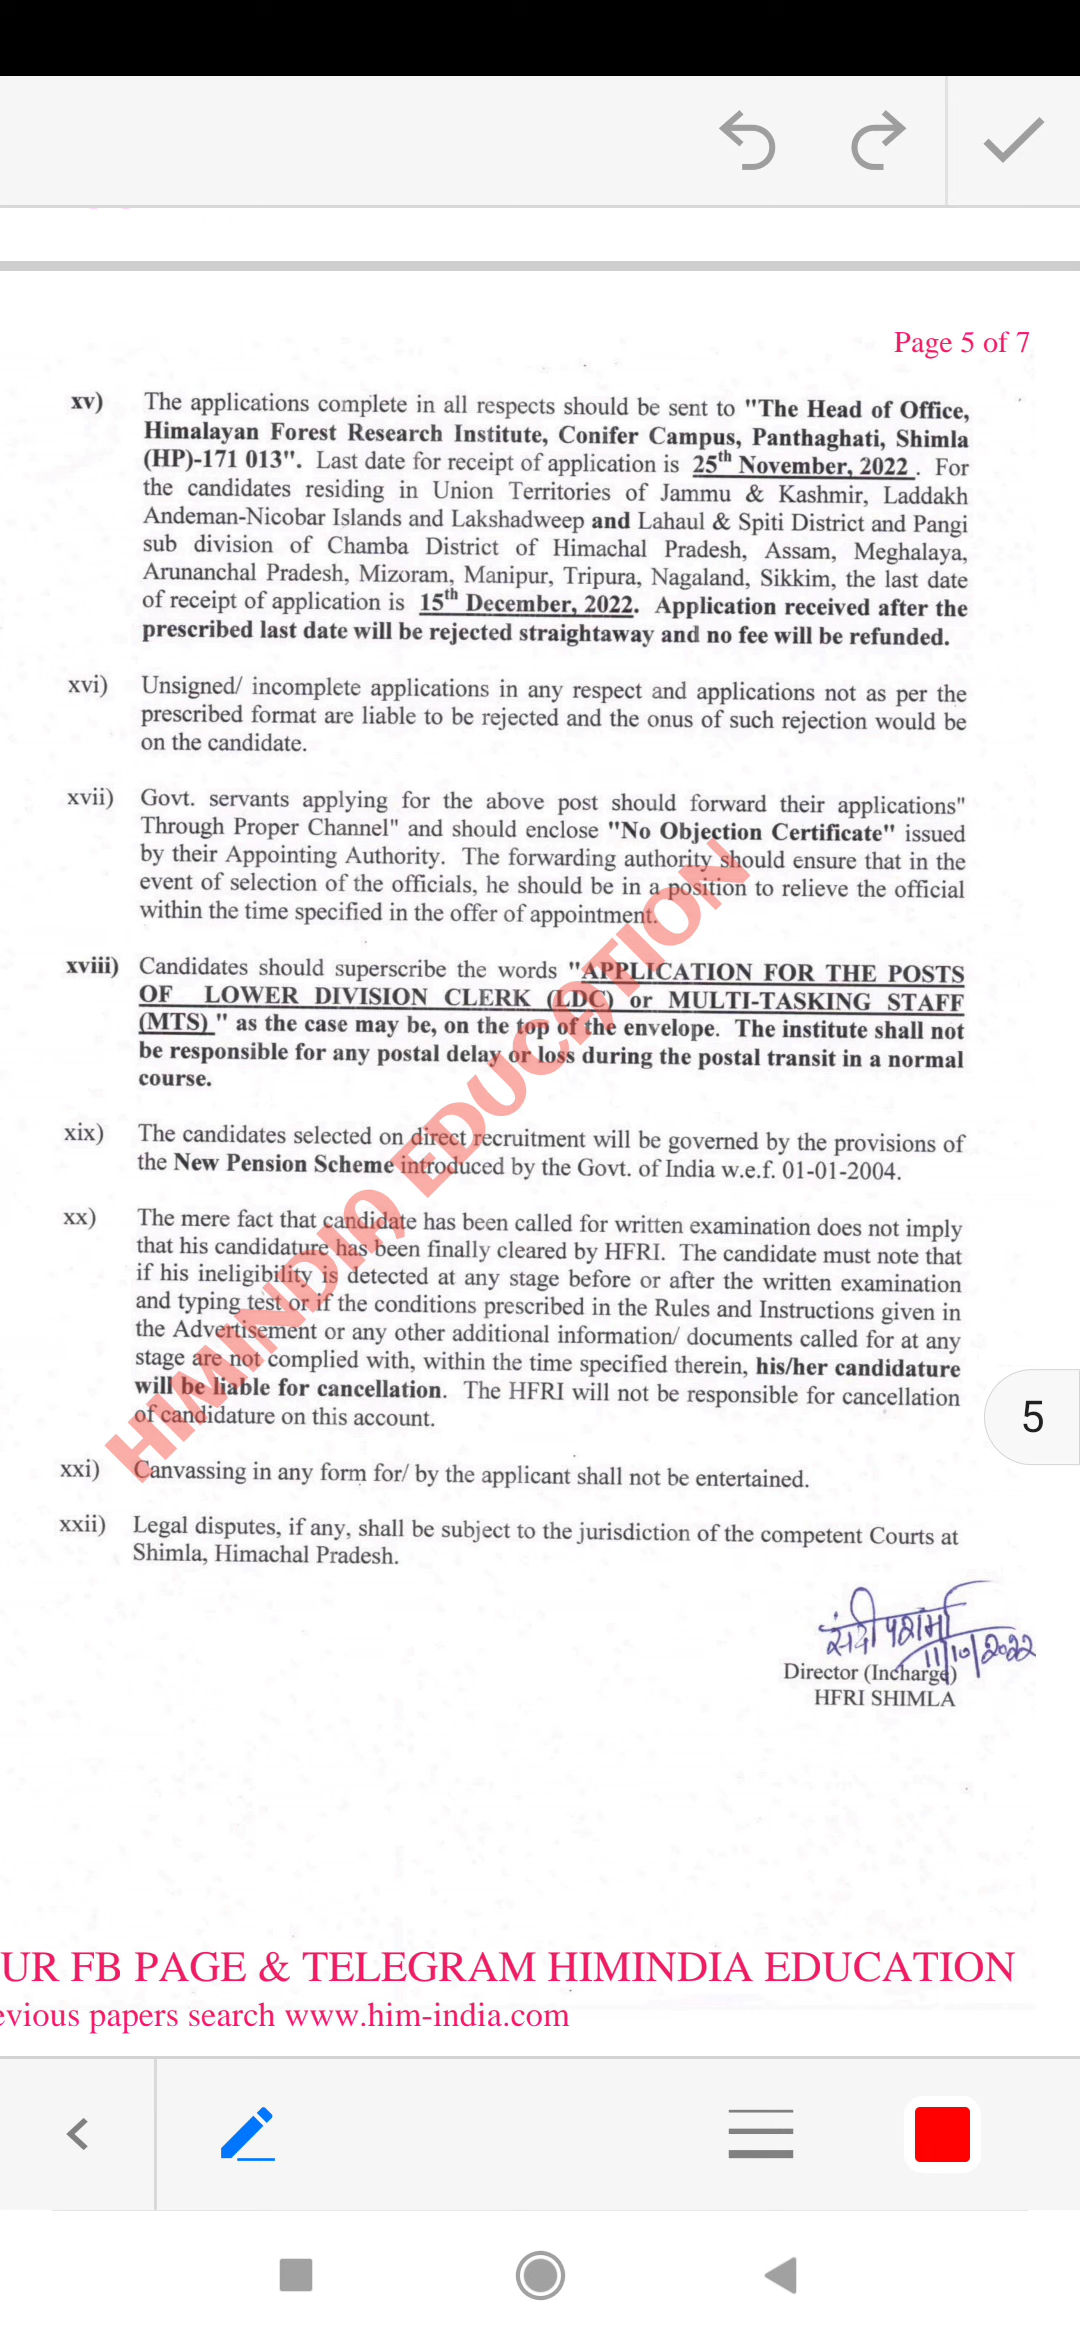 Page 5 of 7
xv) The applications complete in all respects should be sent to "The Head of Office,
Himalayan Forest Research Institute, Conifer Campus, Panthaghati, Shimla
(HP)-171 013". Last date for receipt of application is 25th November, 2022 . For
the candidates residing in Union Territories of Jammu & Kashmir, Laddakh
Andeman-Nicobar Islands and Lakshadweep and Lahaul & Spiti District and Pangi
sub division of Chamba District of Himachal Pradesh, Assam, Meghalaya,
Arunanchal Pradesh, Mizoram, Manipur, Tripura, Nagaland, Sikkim, the last date
of receipt of application is 15th December, 2022. Application received after the
prescribed last date will be rejected straightaway and no fee will be refunded.
xvi) Unsigned/ incomplete applications in any respect and applications not as per the
prescribed format are liable to be rejected and the onus of such rejection would be
on the candidate.
xvii) Govt. servants applying for the above post should forward their applications"
Through Proper Channel" and should enclose "No Objection Certificate" issued
by their Appointing Authority. The forwarding authority should ensure that in the
event of selection of the officials, he should be in a position to relieve the official
within the time specified in the offer of appointment.
xviii) Candidates should superscribe the words "APPLICATION FOR THE POSTS
OF LOWER DIVISION CLERK (LDC) or MULTI-TASKING STAFF
(MTS) " as the case may be, on the top of the envelope. The institute shall not
be responsible for any postal delay or loss during the postal transit in a normal
course.
xix) The candidates selected on direct recruitment will be governed by the provisions of
the New Pension Scheme introduced by the Govt. of India w.e.f. 01-01-2004.
xx) The mere fact that candidate has been called for written examination does not imply
that his candidature has been finally cleared by HFRI. The candidate must note that
if his ineligibility is detected at any stage before or after the written examination
and typing test or if the conditions prescribed in the Rules and Instructions given in
the Advertisement or any other additional information/ documents called for at any
stage are not complied with, within the time specified therein, his/her candidature
will be liable for cancellation. The HFRI will not be responsible for cancellation
of candidature on this account.
xxi) Canvassing in any form for/ by the applicant shall not be entertained.
xxii) Legal disputes, if any, shall be subject to the jurisdiction of the competent Courts at
Shimla, Himachal Pradesh.
HIMINDIA EDUCATION
5
11/10/2022
Director (Incharge)
HFRI SHIMLA
UR FB PAGE & TELEGRAM HIMINDIA EDUCATION
evious papers search www.him-india.com